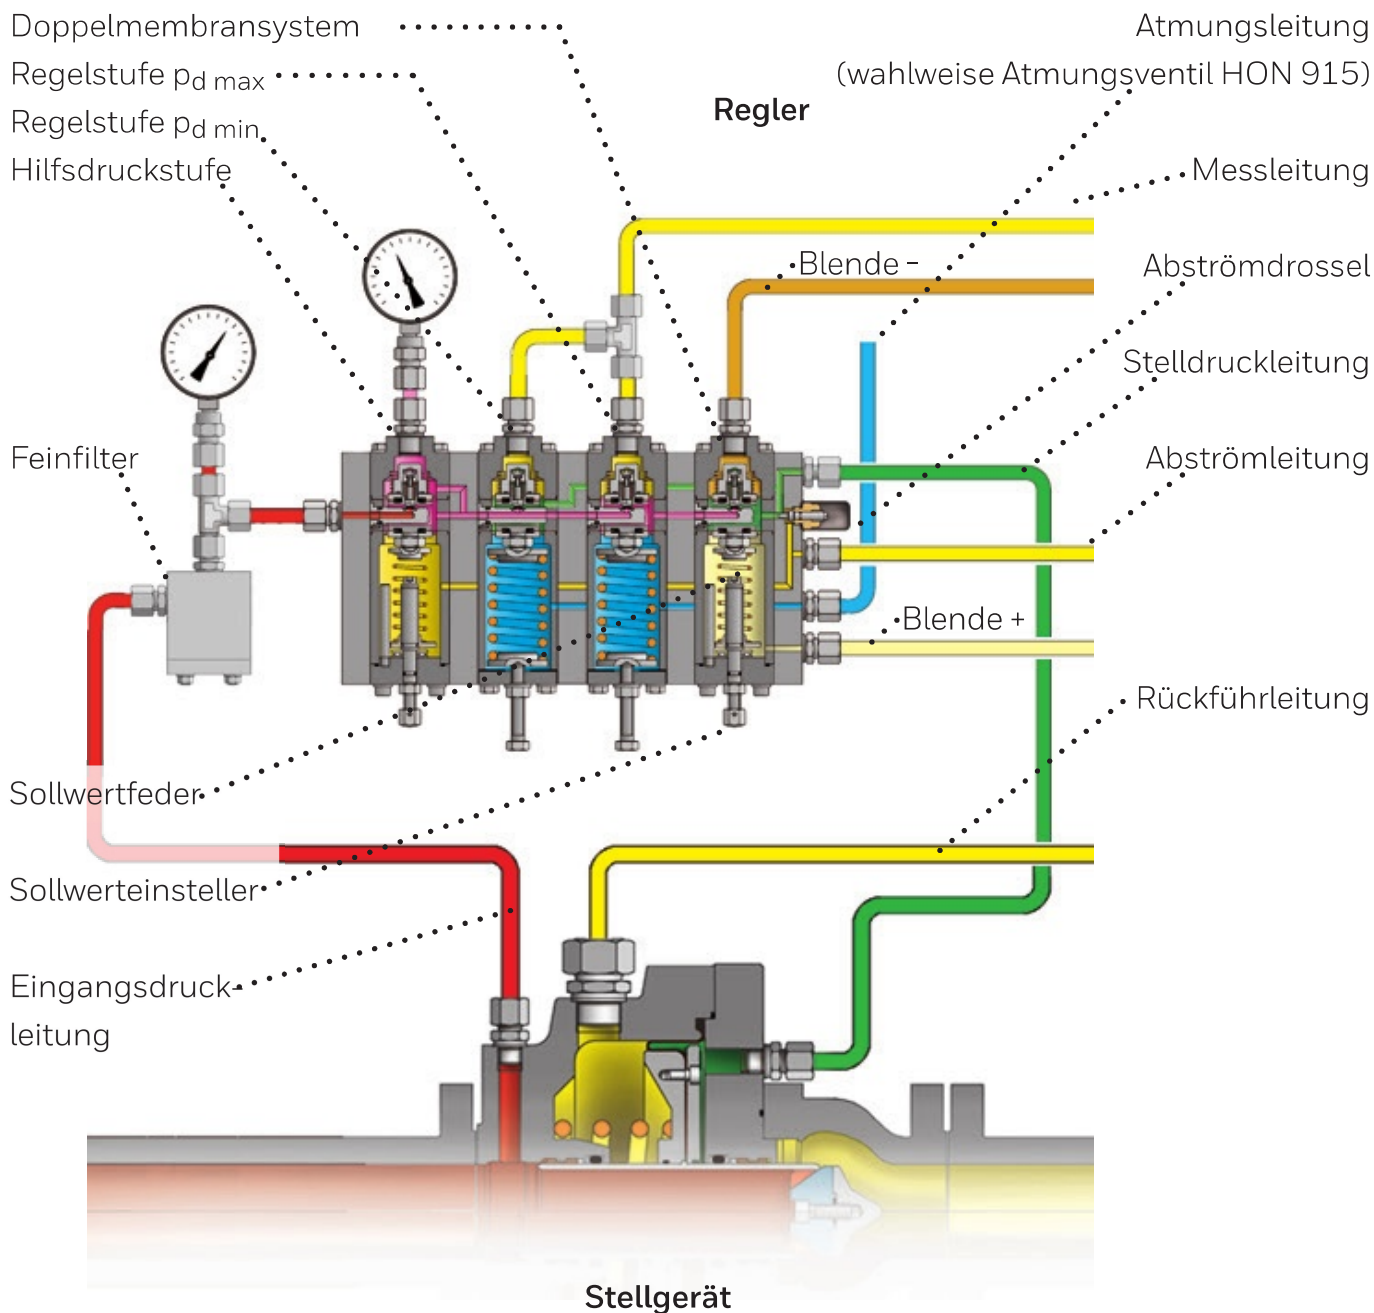 Doppelmembransystem
Regelstufe pd max
Regelstufe pd min
Hilfsdruckstufe
Regler
Atmungsleitung
(wahlweise Atmungsventil HON 915)
Messleitung
Blende -
Abströmdrossel
Stelldruckleitung
Feinfilter
Abströmleitung
Blende +
Rückführleitung
Sollwertfeder
Sollwerteinsteller
Eingangsdruck-
leitung
Stellgerät